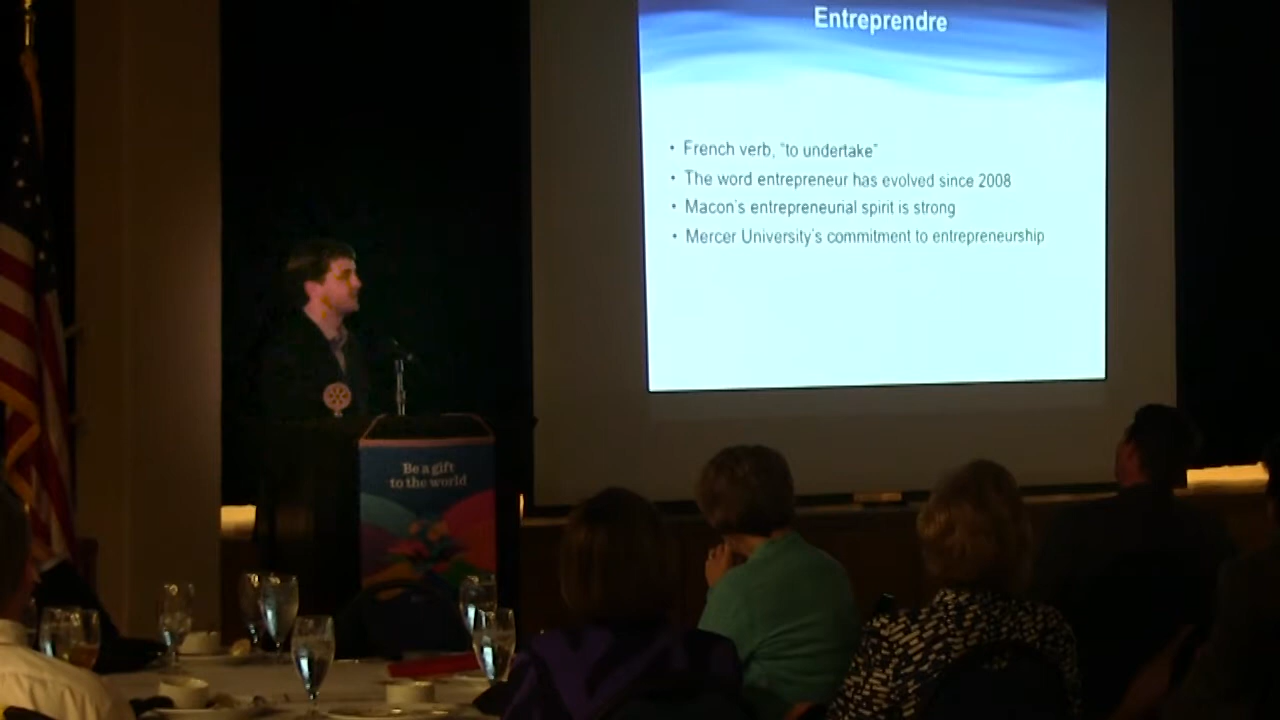 Entreprendre
• French verb, "to undertake"
• The word entrepreneur has evolved since 2008
• Macon's entrepreneurial spirit is strong
• Mercer University's commitment to entrepreneurship
Be a gift
to the world